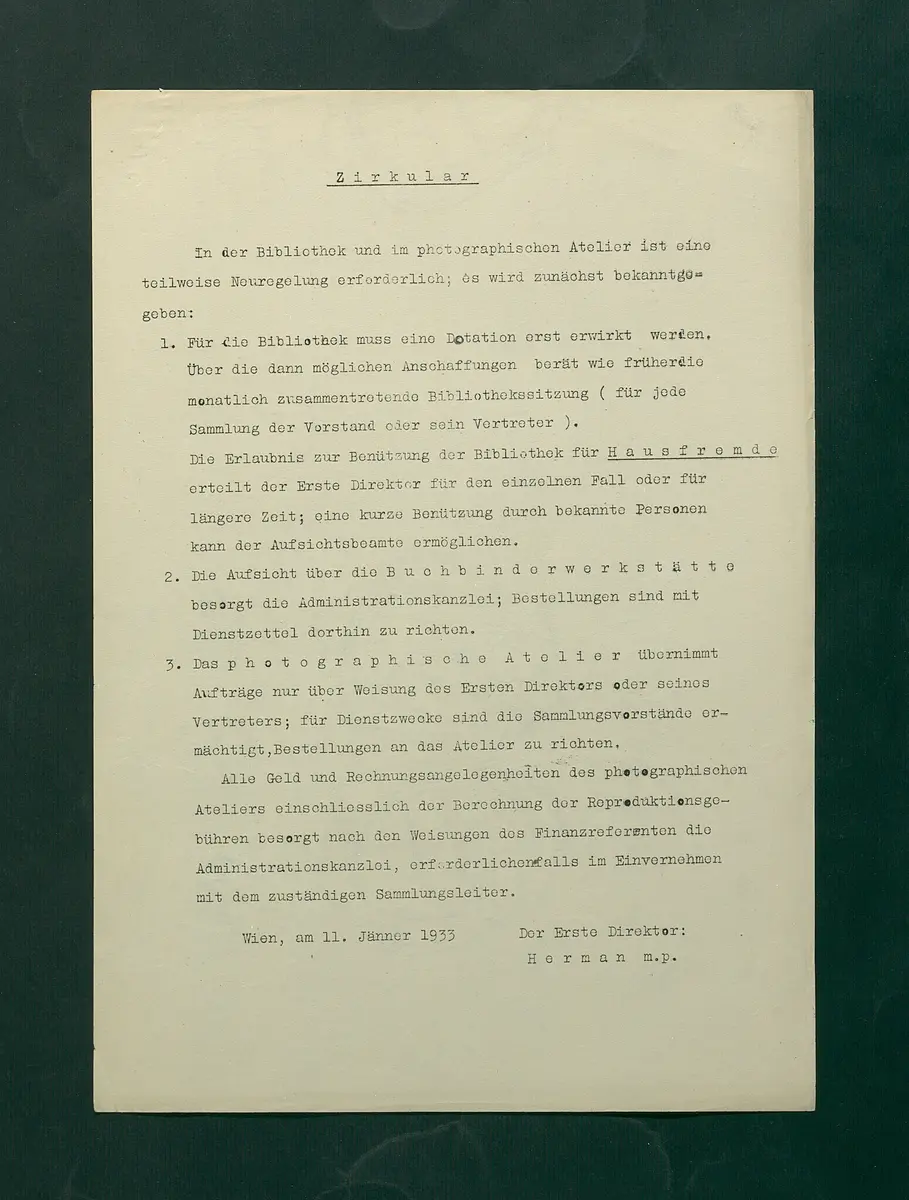 Z i r k u l a r
In der Bibliothek und im photographischen Atelier ist eine
teilweise Neuregelung erforderlich; es wird zunächst bekanntge=
geben:
1. Für die Bibliothek muss eine Dotation erst erwirkt werden.
Über die dann möglichen Anschaffungen berät wie früherdie
monatlich zusammentretende Bibliothekssitzung ( für jede
Sammlung der Vorstand oder sein Vertreter ).
Die Erlaubnis zur Benützung der Bibliothek für H a u s f r e m d e
erteilt der Erste Direktor für den einzelnen Fall oder für
längere Zeit; eine kurze Benützung durch bekannte Personen
kann der Aufsichtsbeamte ermöglichen.
2. Die Aufsicht über die B u c h b i n d e r w e r k s t ä t t e
besorgt die Administrationskanzlei; Bestellungen sind mit
Dienstzettel dorthin zu richten.
3. Das p h o t o g r a p h i s c h e A t e l i e r übernimmt
Aufträge nur über Weisung des Ersten Direktors oder seines
Vertreters; für Dienstzwecke sind die Sammlungsvorstände er-
mächtigt,Bestellungen an das Atelier zu richten.
Alle Geld und Rechnungsangelegenheiten des photographischen
Ateliers einschliesslich der Berechnung der Reproduktionsge-
bühren besorgt nach den Weisungen des Finanzreferenten die
Administrationskanzlei, erforderlichenfalls im Einvernehmen
mit dem zuständigen Sammlungsleiter.
Wien, am 11. Jänner 1933 Der Erste Direktor:
H e r m a n m.p.